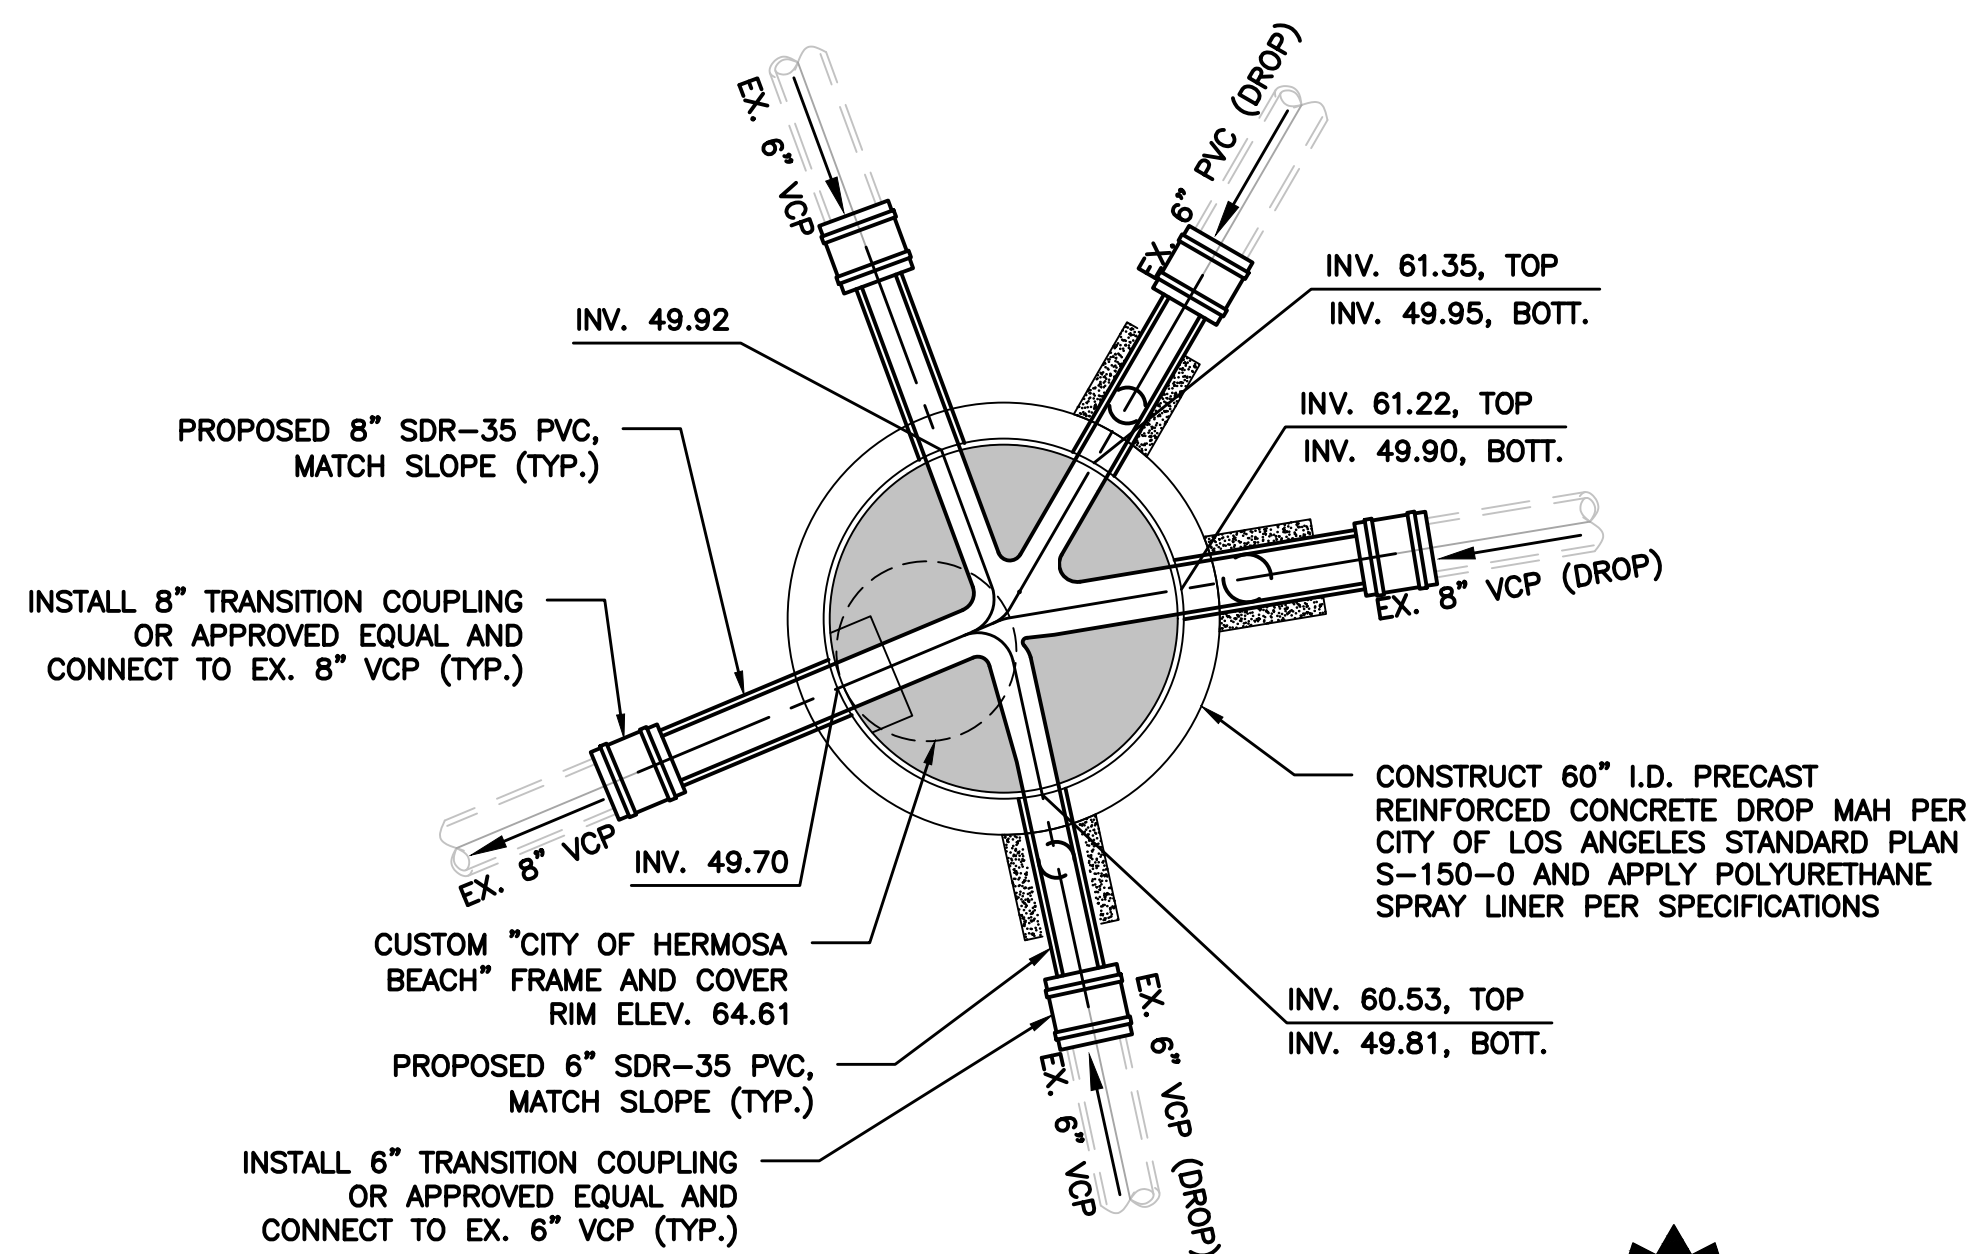 EX. 6" VCP
EX. 6" PVC (DROP)
INV. 61.35, TOP
INV. 49.95, BOTT.
INV. 49.92
INV. 61.22, TOP
INV. 49.90, BOTT.
PROPOSED 8" SDR-35 PVC,
MATCH SLOPE (TYP.)
EX. 8" VCP (DROP)
INSTALL 8" TRANSITION COUPLING
OR APPROVED EQUAL AND
CONNECT TO EX. 8" VCP (TYP.)
EX. 8" VCP
INV. 49.70
CONSTRUCT 60" I.D. PRECAST
REINFORCED CONCRETE DROP MAH PER
CITY OF LOS ANGELES STANDARD PLAN
S-150-0 AND APPLY POLYURETHANE
SPRAY LINER PER SPECIFICATIONS
CUSTOM "CITY OF HERMOSA
BEACH" FRAME AND COVER
RIM ELEV. 64.61
INV. 60.53, TOP
INV. 49.81, BOTT.
PROPOSED 6" SDR-35 PVC,
MATCH SLOPE (TYP.)
EX. 6" VCP
EX. 6" VCP (DROP)
INSTALL 6" TRANSITION COUPLING
OR APPROVED EQUAL AND
CONNECT TO EX. 6" VCP (TYP.)